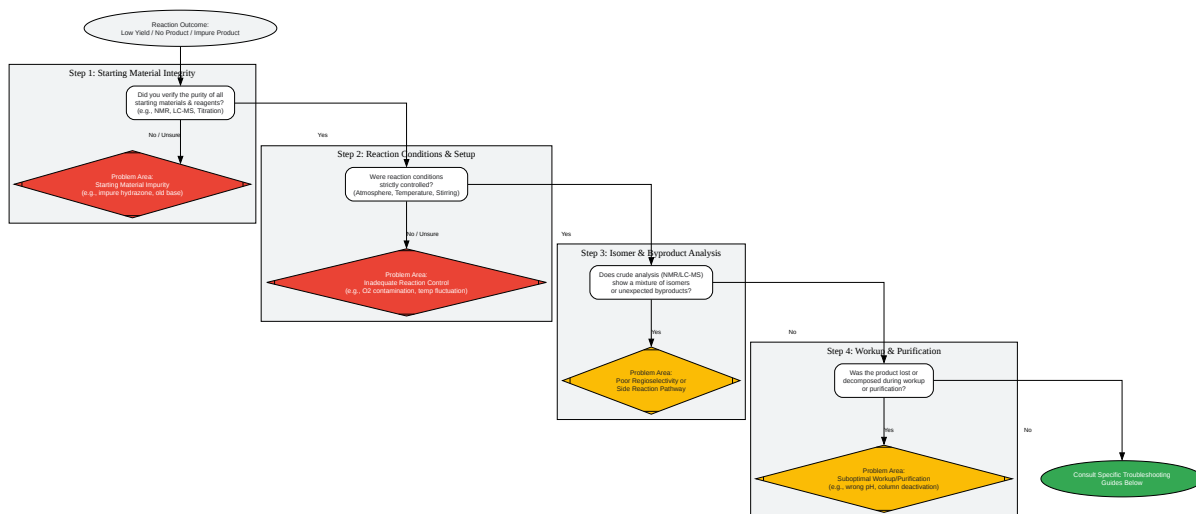 Reaction Outcome:
Low Yield / No Product / Impure Product
Step 1: Starting Material Integrity
Did you verify the purity of all
starting materials & reagents?
(e.g., NMR, LC-MS, Titration)
No / Unsure
Yes
Problem Area:
Starting Material Impurity
(e.g., impure hydrazone, old base)
Step 2: Reaction Conditions & Setup
Were reaction conditions
strictly controlled?
(Atmosphere, Temperature, Stirring)
No / Unsure
Yes
Problem Area:
Inadequate Reaction Control
(e.g., O2 contamination, temp fluctuation)
Step 3: Isomer & Byproduct Analysis
Does crude analysis (NMR/LC-MS)
show a mixture of isomers
or unexpected byproducts?
Yes
No
Problem Area:
Poor Regioselectivity or
Side Reaction Pathway
Step 4: Workup & Purification
Was the product lost or
decomposed during workup
or purification?
Yes
No
Problem Area:
Suboptimal Workup/Purification
(e.g., wrong pH, column deactivation)
Consult Specific Troubleshooting
Guides Below